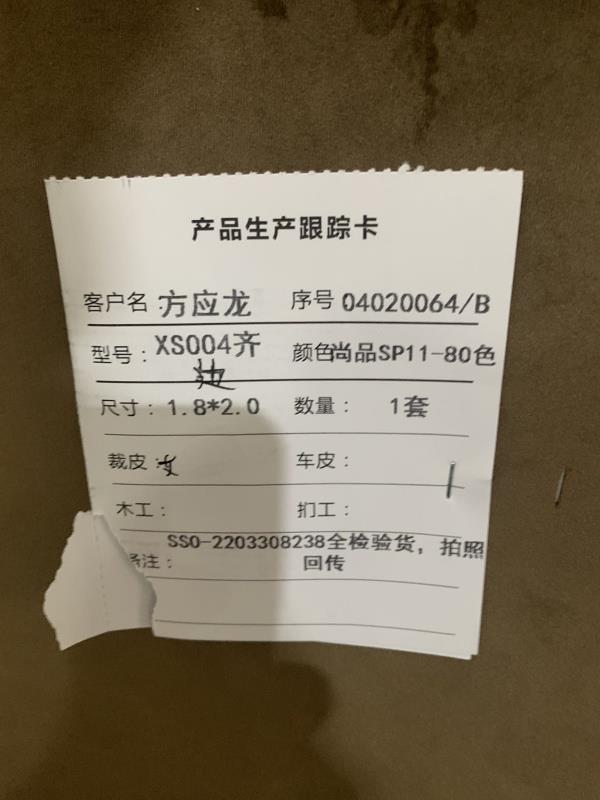 产品生产跟踪卡
客户名 方应龙 序号 04020064/B
型号： XS004齐 颜色尚品SP11-80色
尺寸： 1.8*2.0 数量： 1套
裁皮： 车皮：
木工： 扪工：
SSO-2203308238全检验货，拍照
备注： 回传